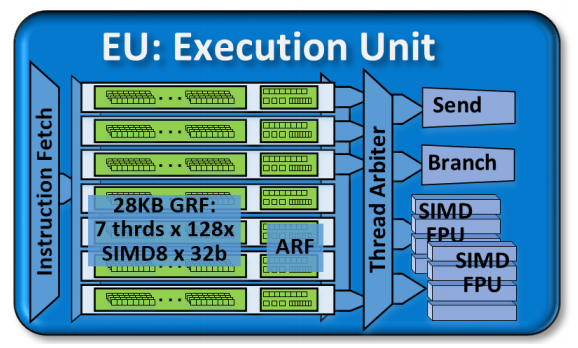 EU: Execution Unit
Instruction Fetch
28KB GRF:
7 thrds x 128x
SIMD8 x 32b
ARF
Thread Arbiter
Send
Branch
SIMD
FPU
SIMD
FPU